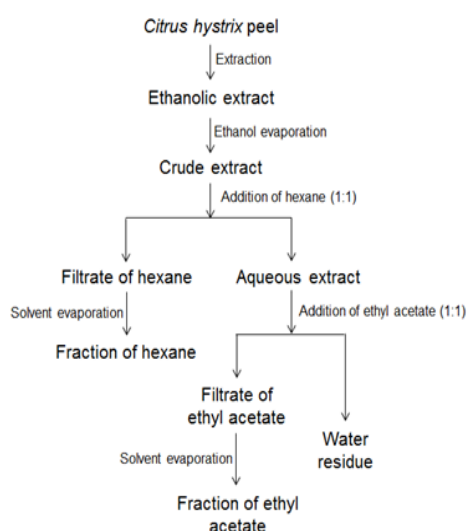 Citrus hystrix peel
Extraction
Ethanolic extract
Ethanol evaporation
Crude extract
Addition of hexane (1:1)
Filtrate of hexane
Aqueous extract
Solvent evaporation
Addition of ethyl acetate (1:1)
Fraction of hexane
Filtrate of
ethyl acetate
Water
residue
Solvent evaporation
Fraction of ethyl
acetate